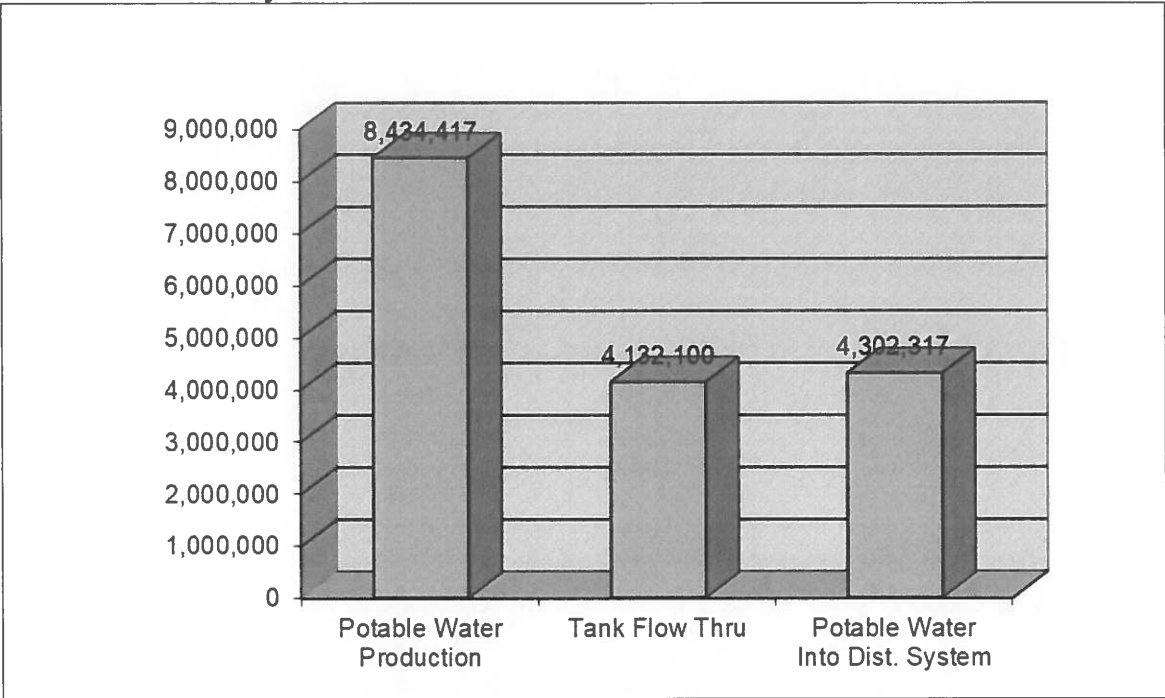 9,000,000
8,000,000
7,000,000
6,000,000
5,000,000
4,000,000
3,000,000
2,000,000
1,000,000
0
8,434,417
4,132,100
4,302,317
Potable Water
Production
Tank Flow Thru
Potable Water
Into Dist. System